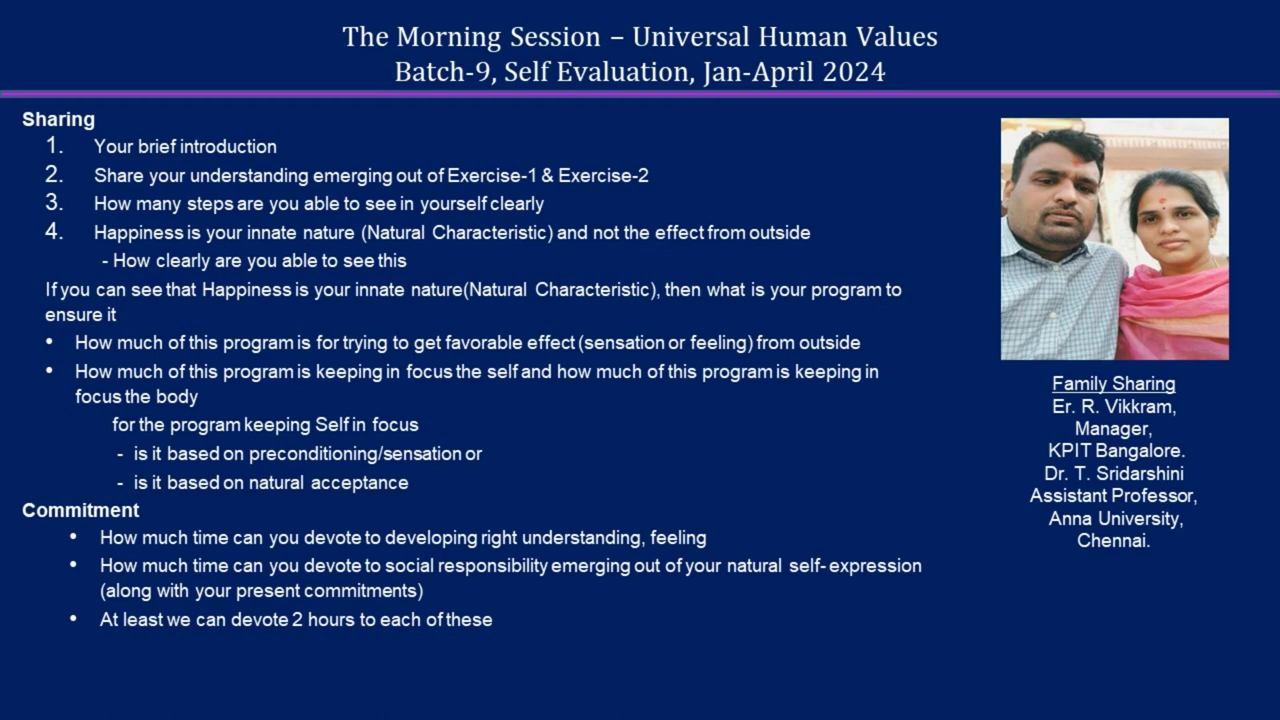 The Morning Session – Universal Human Values
Batch-9, Self Evaluation, Jan-April 2024
Sharing
1. Your brief introduction
2. Share your understanding emerging out of Exercise-1 & Exercise-2
3. How many steps are you able to see in yourself clearly
4. Happiness is your innate nature (Natural Characteristic) and not the effect from outside
- How clearly are you able to see this
If you can see that Happiness is your innate nature(Natural Characteristic), then what is your program to
ensure it
• How much of this program is for trying to get favorable effect (sensation or feeling) from outside
• How much of this program is keeping in focus the self and how much of this program is keeping in
focus the body
for the program keeping Self in focus
- is it based on preconditioning/sensation or
- is it based on natural acceptance
Commitment
• How much time can you devote to developing right understanding, feeling
• How much time can you devote to social responsibility emerging out of your natural self-expression
(along with your present commitments)
• At least we can devote 2 hours to each of these
Family Sharing
Er. R. Vikkram,
Manager,
KPIT Bangalore.
Dr. T. Sridarshini
Assistant Professor,
Anna University,
Chennai.